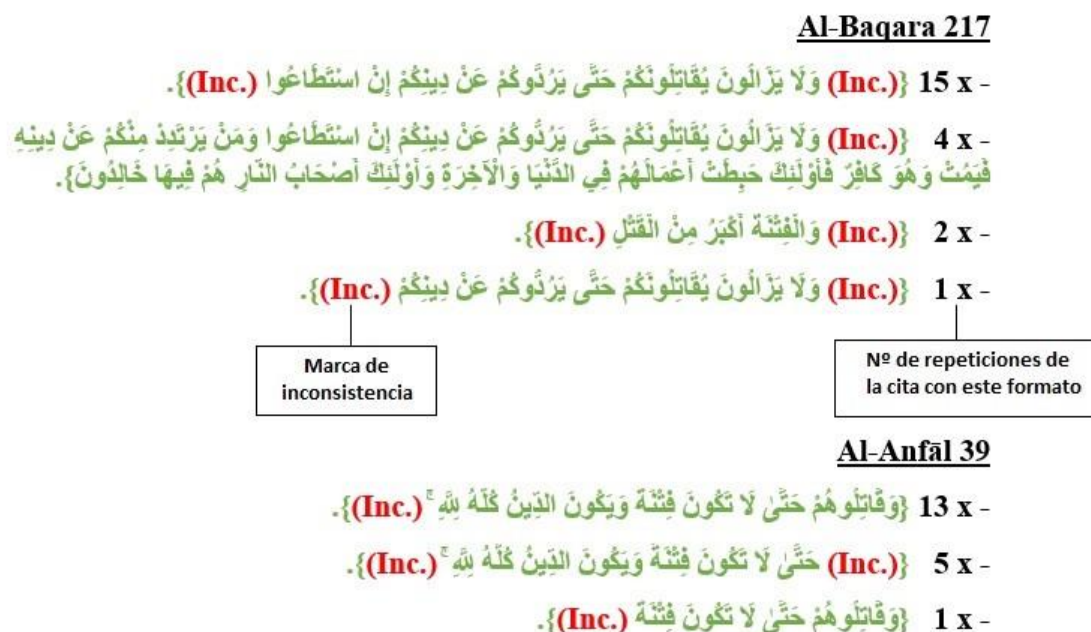 Al-Baqara 217
- 15 x {(Inc.) وَلَا يَزَالُونَ يُقَاتِلُونَكُمْ حَتَّى يَرُدُّوكُمْ عَنْ دِينِكُمْ إِنْ اسْتَطَاعُوا (Inc.)}.
- 4 x {(Inc.) وَلَا يَزَالُونَ يُقَاتِلُونَكُمْ حَتَّى يَرُدُّوكُمْ عَنْ دِينِكُمْ إِنْ اسْتَطَاعُوا وَمَنْ يَرْتَدِدْ مِنْكُمْ عَنْ دِينِهِ
فَيَمُتْ وَهُوَ كَافِرٌ فَأُوْلَئِكَ حَبِطَتْ أَعْمَالُهُمْ فِي الدُّنْيَا وَالْآخِرَةِ وَأُوْلَئِكَ أَصْحَابُ النَّارِ هُمْ فِيهَا خَالِدُونَ}.
- 2 x {(Inc.) وَالْفِتْنَةُ أَكْبَرُ مِنْ الْقَتْلِ (Inc.)}.
- 1 x {(Inc.) وَلَا يَزَالُونَ يُقَاتِلُونَكُمْ حَتَّى يَرُدُّوكُمْ عَنْ دِينِكُمْ (Inc.)}.
Marca de
inconsistencia
Nº de repeticiones de
la cita con este formato
Al-Anfāl 39
- 13 x {وَقَاتِلُوهُمْ حَتَّىٰ لَا تَكُونَ فِتْنَةٌ وَيَكُونَ الدِّينُ كُلُّهُ لِلَّهِ ۚ (Inc.)}.
- 5 x {(Inc.) حَتَّىٰ لَا تَكُونَ فِتْنَةٌ وَيَكُونَ الدِّينُ كُلُّهُ لِلَّهِ ۚ (Inc.)}.
- 1 x {وَقَاتِلُوهُمْ حَتَّىٰ لَا تَكُونَ فِتْنَةٌ (Inc.)}.